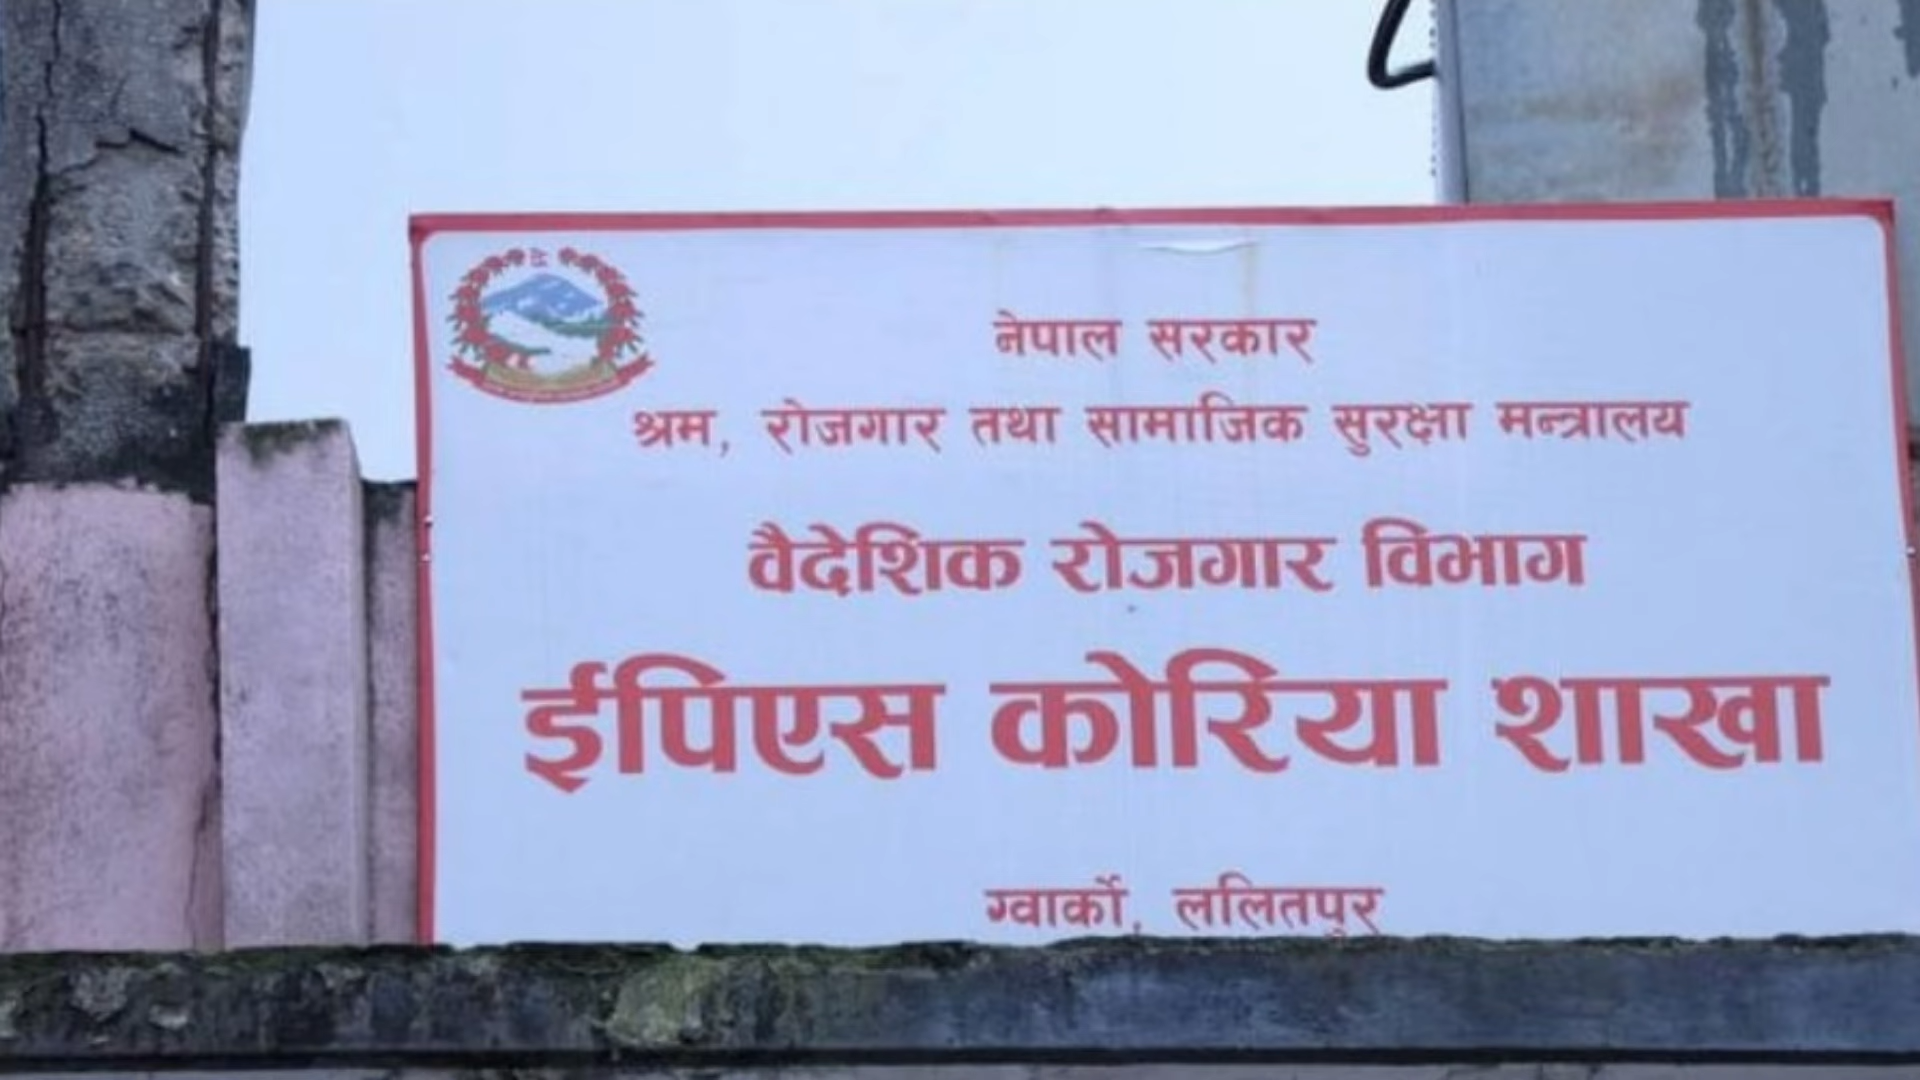 नेपाल सरकार
श्रम, रोजगार तथा सामाजिक सुरक्षा मन्त्रालय
वैदेशिक रोजगार विभाग
ईपिएस कोरिया शाखा
ग्वार्को, ललितपुर